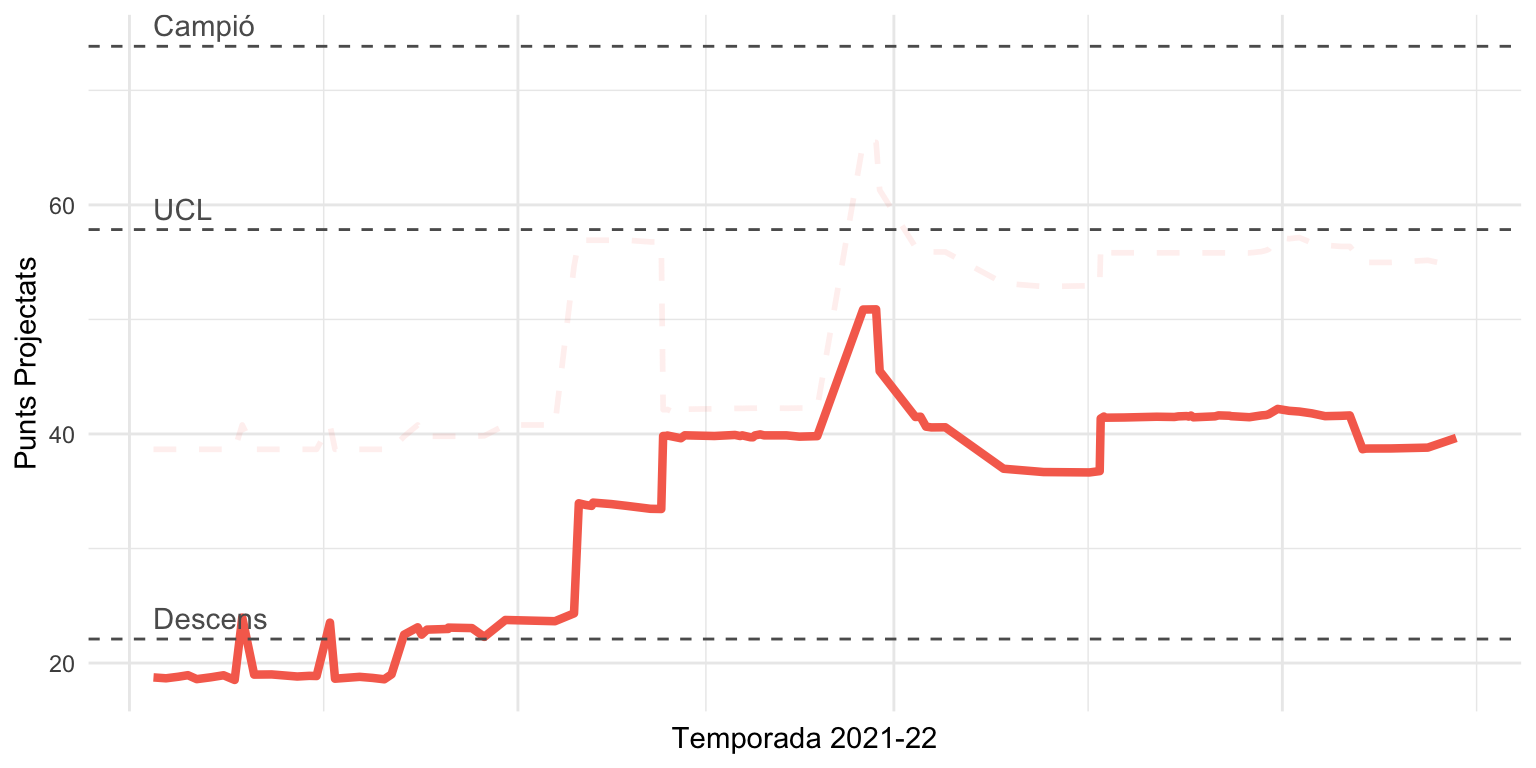 Campió
UCL
60
40
Descens
20
Punts Projectats
Temporada 2021-22